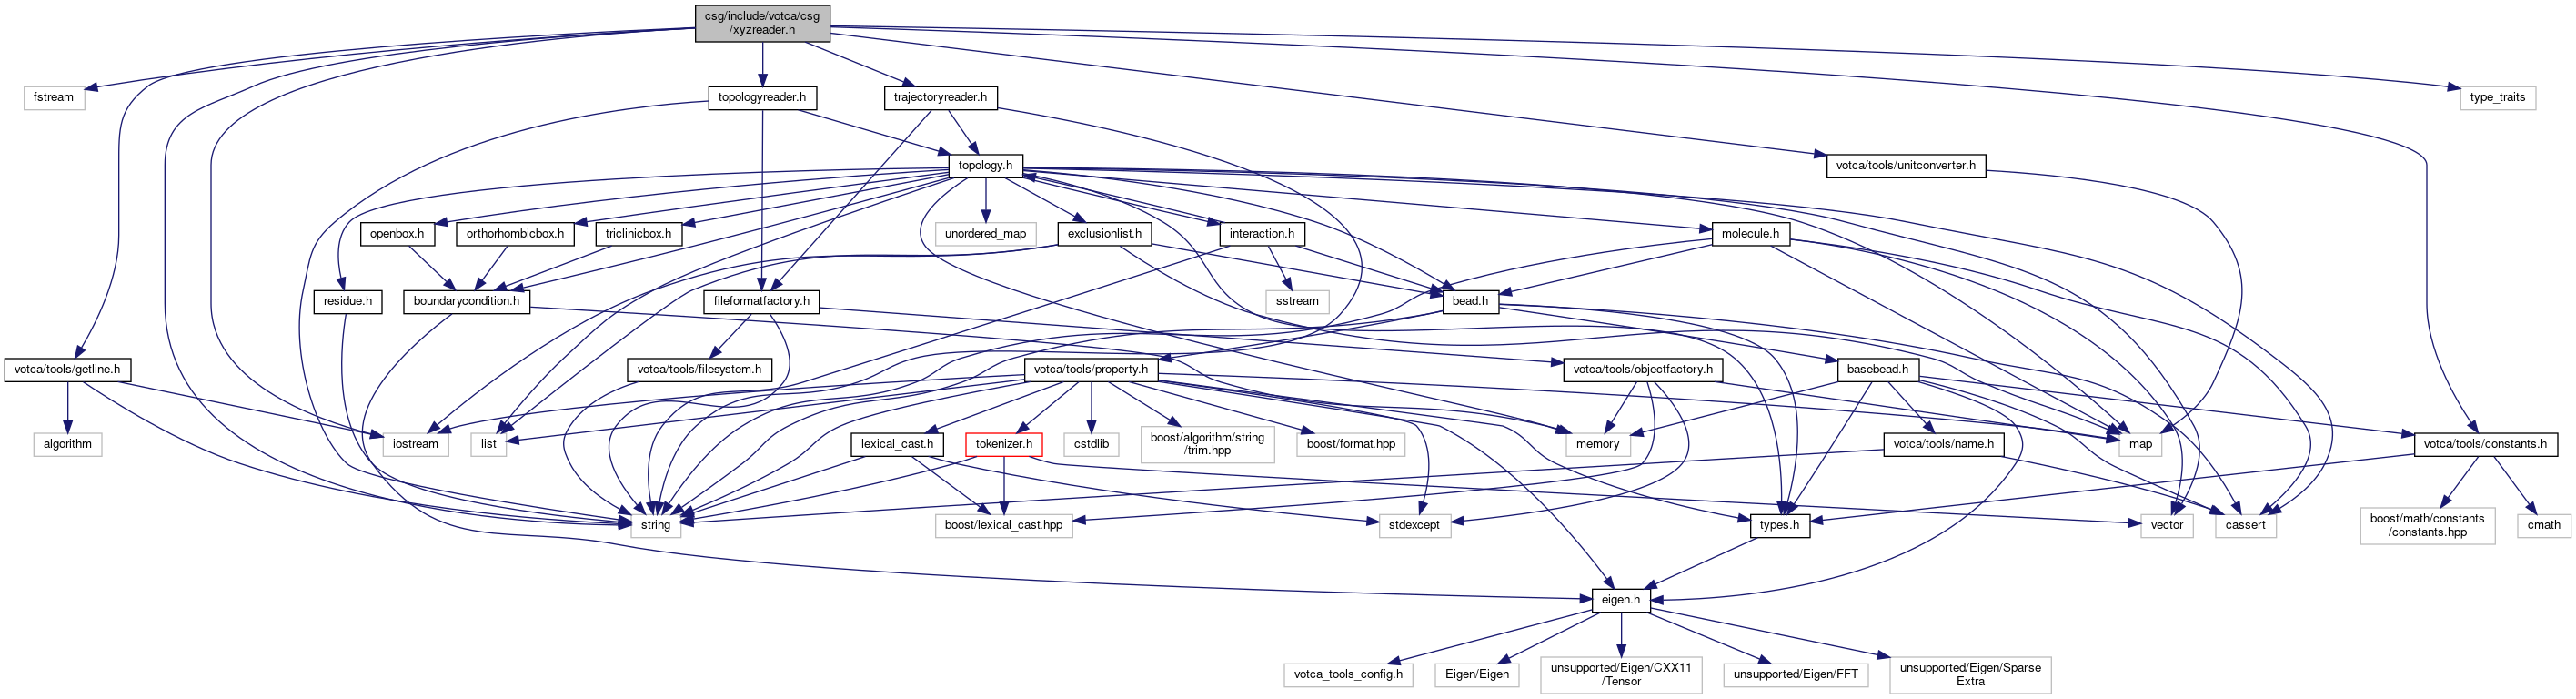 csg/include/votca/csg
/xyzreader.h
fstream
topologyreader.h
trajectoryreader.h
type_traits
topology.h
votca/tools/unitconverter.h
openbox.h
orthorhombicbox.h
triclinicbox.h
unordered_map
exclusionlist.h
interaction.h
molecule.h
residue.h
boundarycondition.h
fileformatfactory.h
sstream
bead.h
votca/tools/getline.h
votca/tools/filesystem.h
votca/tools/property.h
votca/tools/objectfactory.h
basebead.h
algorithm
iostream
list
lexical_cast.h
tokenizer.h
cstdlib
boost/algorithm/string
/trim.hpp
boost/format.hpp
memory
votca/tools/name.h
map
votca/tools/constants.h
string
boost/lexical_cast.hpp
stdexcept
types.h
vector
cassert
boost/math/constants
/constants.hpp
cmath
eigen.h
votca_tools_config.h
Eigen/Eigen
unsupported/Eigen/CXX11
/Tensor
unsupported/Eigen/FFT
unsupported/Eigen/Sparse
Extra